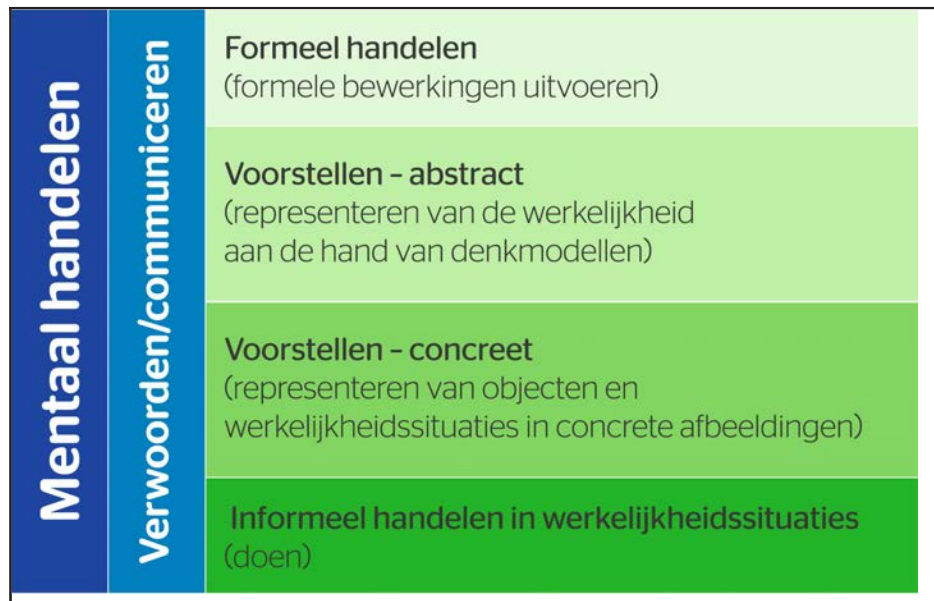 Mentaal handelen
Verwoorden/communiceren
Formeel handelen
(formele bewerkingen uitvoeren)
Voorstellen – abstract
(representeren van de werkelijkheid
aan de hand van denkmodellen)
Voorstellen – concreet
(representeren van objecten en
werkelijkheidssituaties in concrete afbeeldingen)
Informeel handelen in werkelijkheidssituaties
(doen)